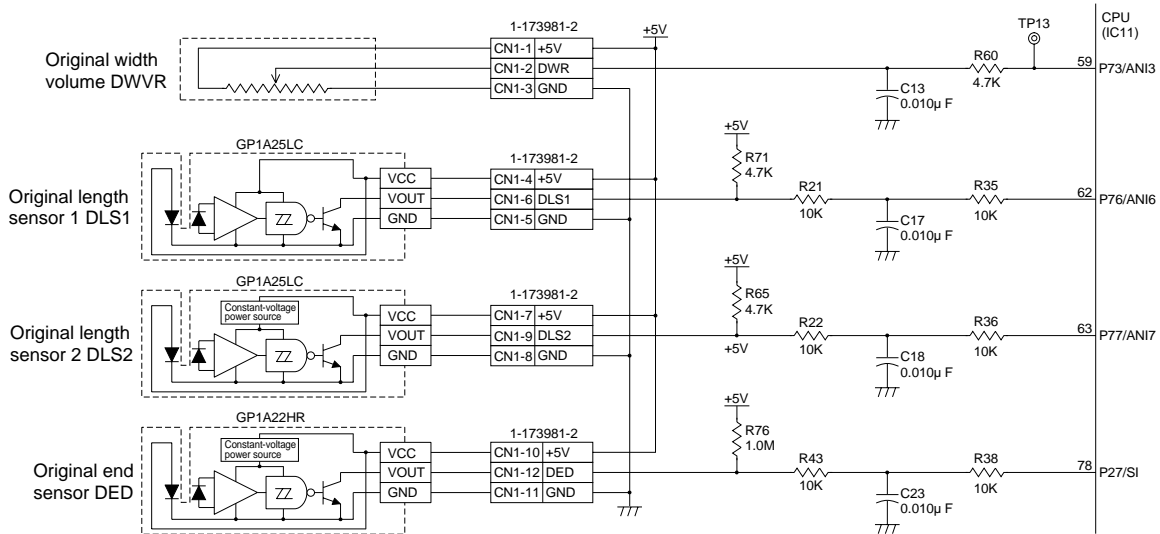 1-173981-2
+5V
TP13
CPU
(IC11)
Original width
volume DWVR
CN1-1 +5V
CN1-2 DWR
CN1-3 GND
R60
4.7K
59 P73/ANI3
C13
0.010μ F
GP1A25LC
Original length
sensor 1 DLS1
VCC
VOUT
GND
1-173981-2
CN1-4 +5V
CN1-6 DLS1
CN1-5 GND
+5V
R71
4.7K
R21
10K
R35
10K
62 P76/ANI6
C17
0.010μ F
GP1A25LC
Original length
sensor 2 DLS2
Constant-voltage
power source
VCC
VOUT
GND
1-173981-2
CN1-7 +5V
CN1-9 DLS2
CN1-8 GND
+5V
R65
4.7K
+5V
R22
10K
R36
10K
63 P77/ANI7
C18
0.010μ F
GP1A22HR
Original end
sensor DED
Constant-voltage
power source
VCC
VOUT
GND
1-173981-2
CN1-10 +5V
CN1-12 DED
CN1-11 GND
+5V
R76
1.0M
R43
10K
R38
10K
78 P27/SI
C23
0.010μ F